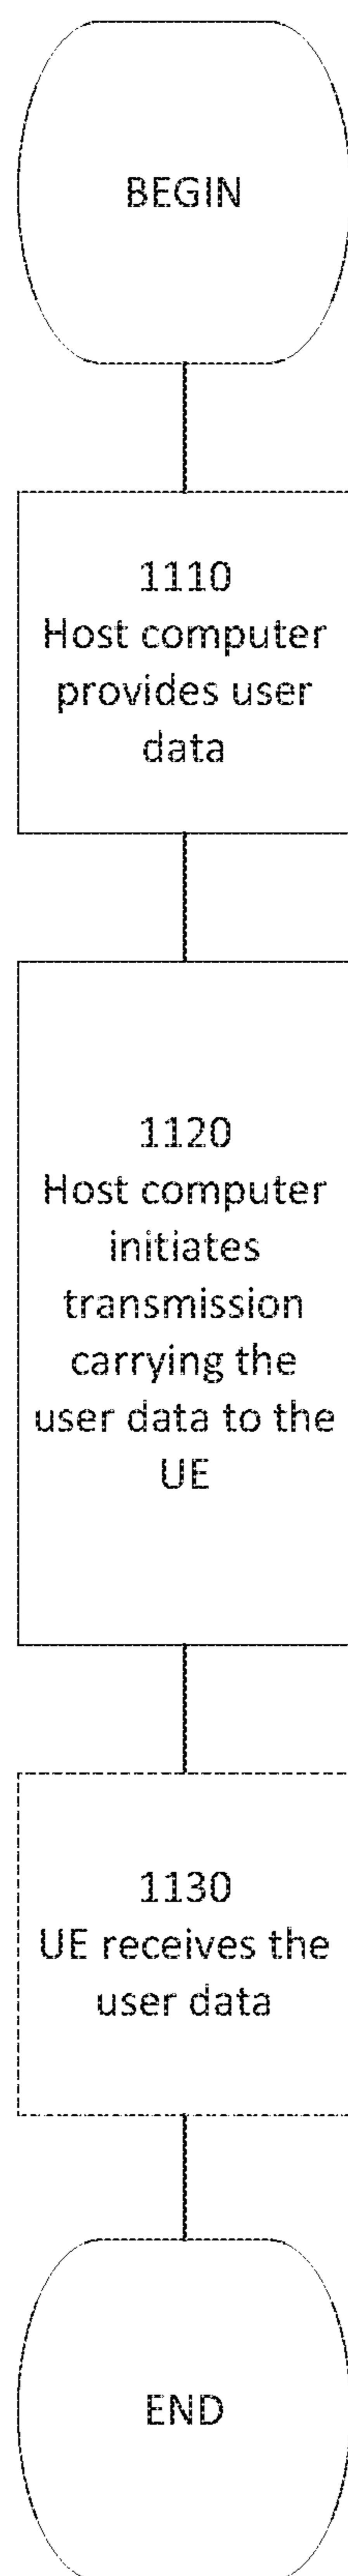 BEGIN
1110
Host computer
provides user
data
1120
Host computer
initiates
transmission
carrying the
user data to the
UE
1130
UE receives the
user data
END